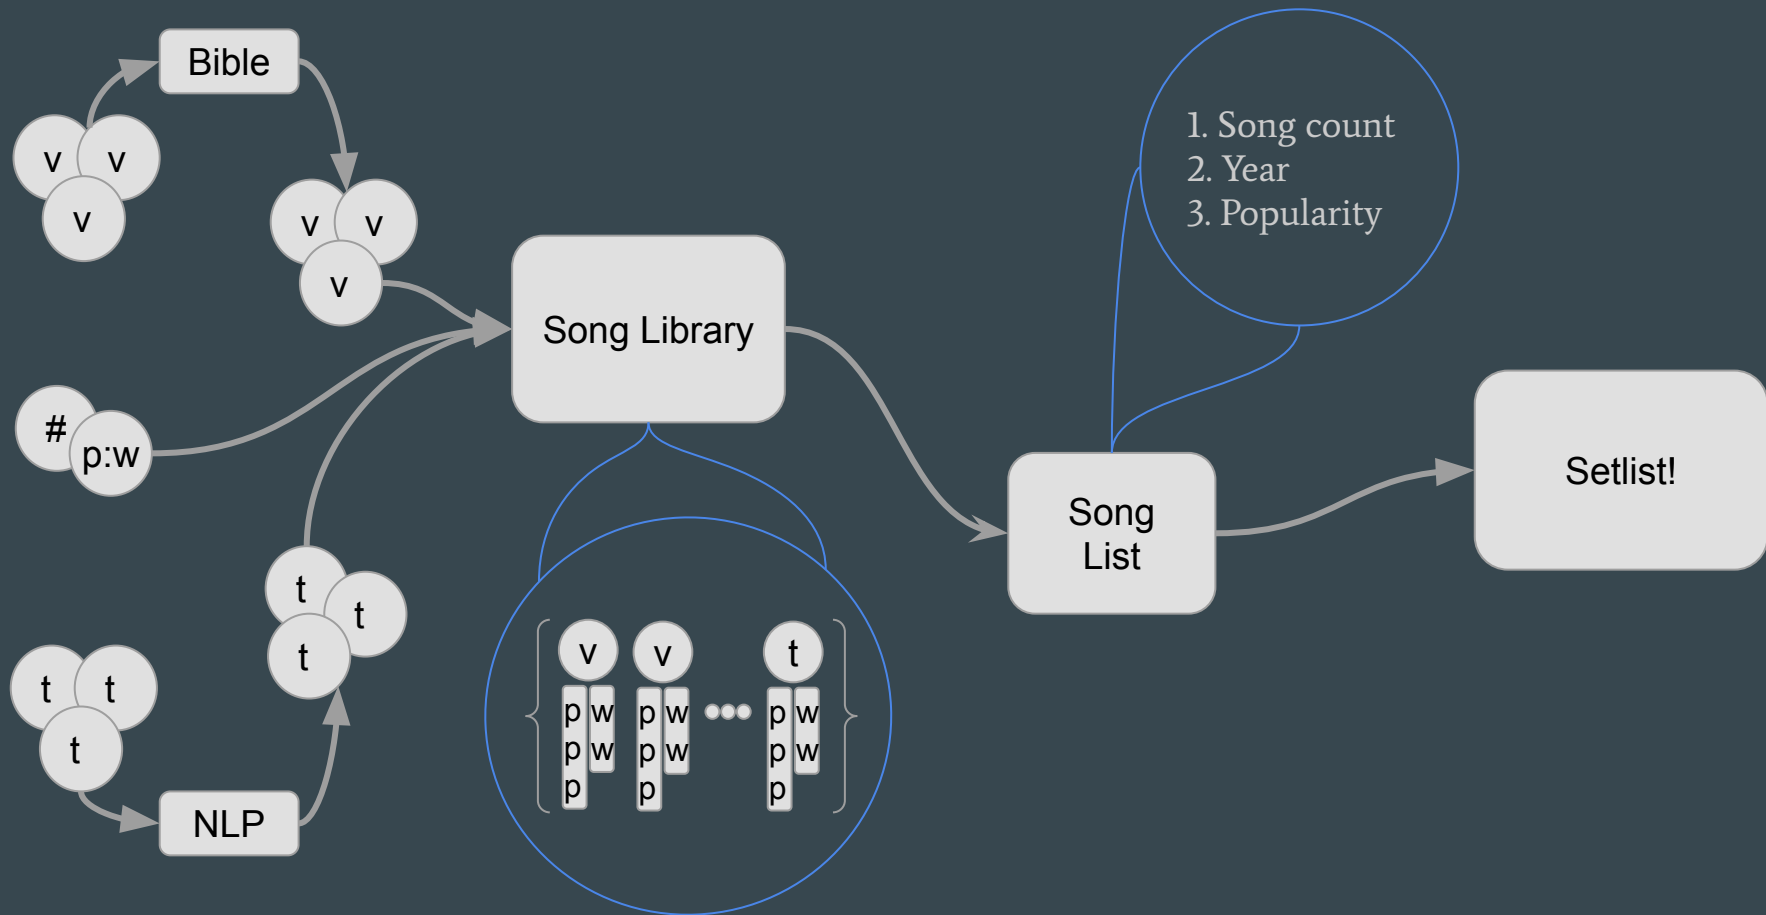 Bible
v v
v
v v
v
1. Song count
2. Year
3. Popularity
Song Library
#
p:w
Song
List
Setlist!
t t
t
t t
t
NLP
v v t
p w p w p w
p w p w p w
p p p